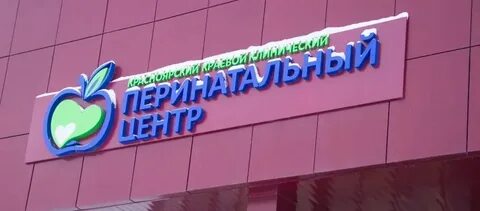 КРАСНОЯРСКИЙ КРАЕВОЙ КЛИНИЧЕСКИЙ
ПЕРИНАТАЛЬНЫЙ
ЦЕНТР